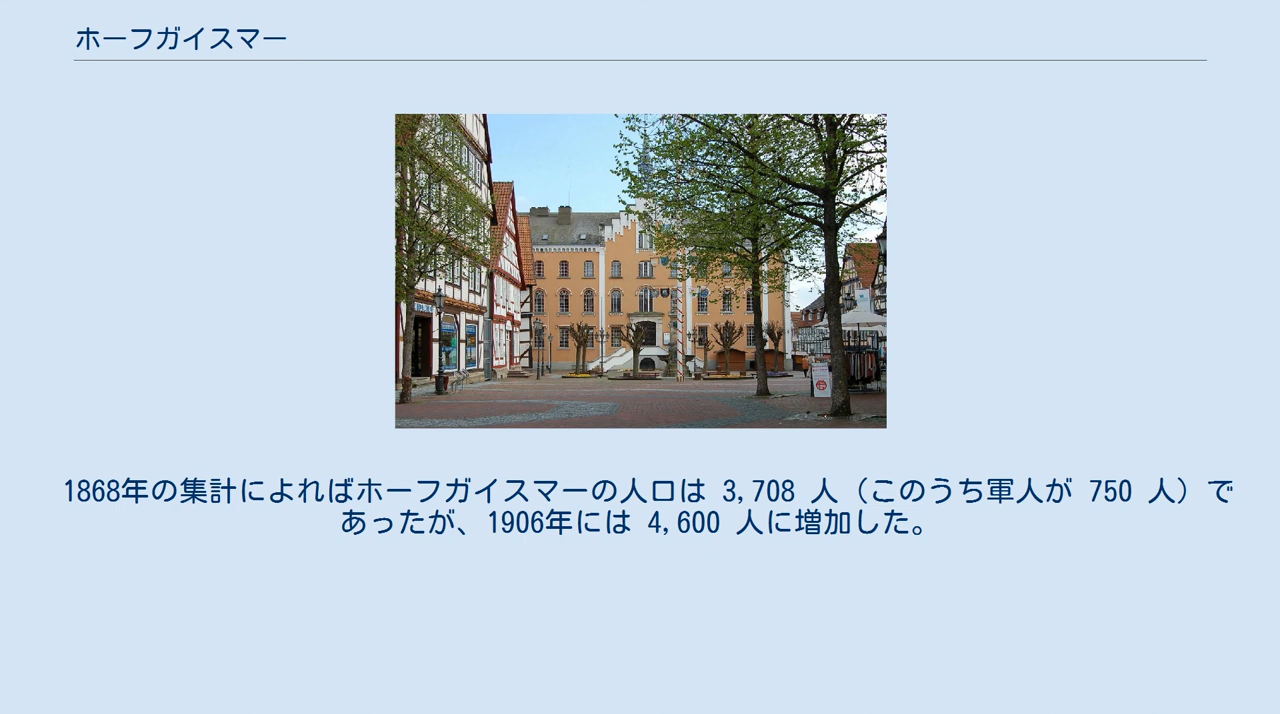 ホーフガイスマー
1868年の集計によればホーフガイスマーの人口は 3,708 人（このうち軍人が 750 人）で
あったが、1906年には 4,600 人に増加した。